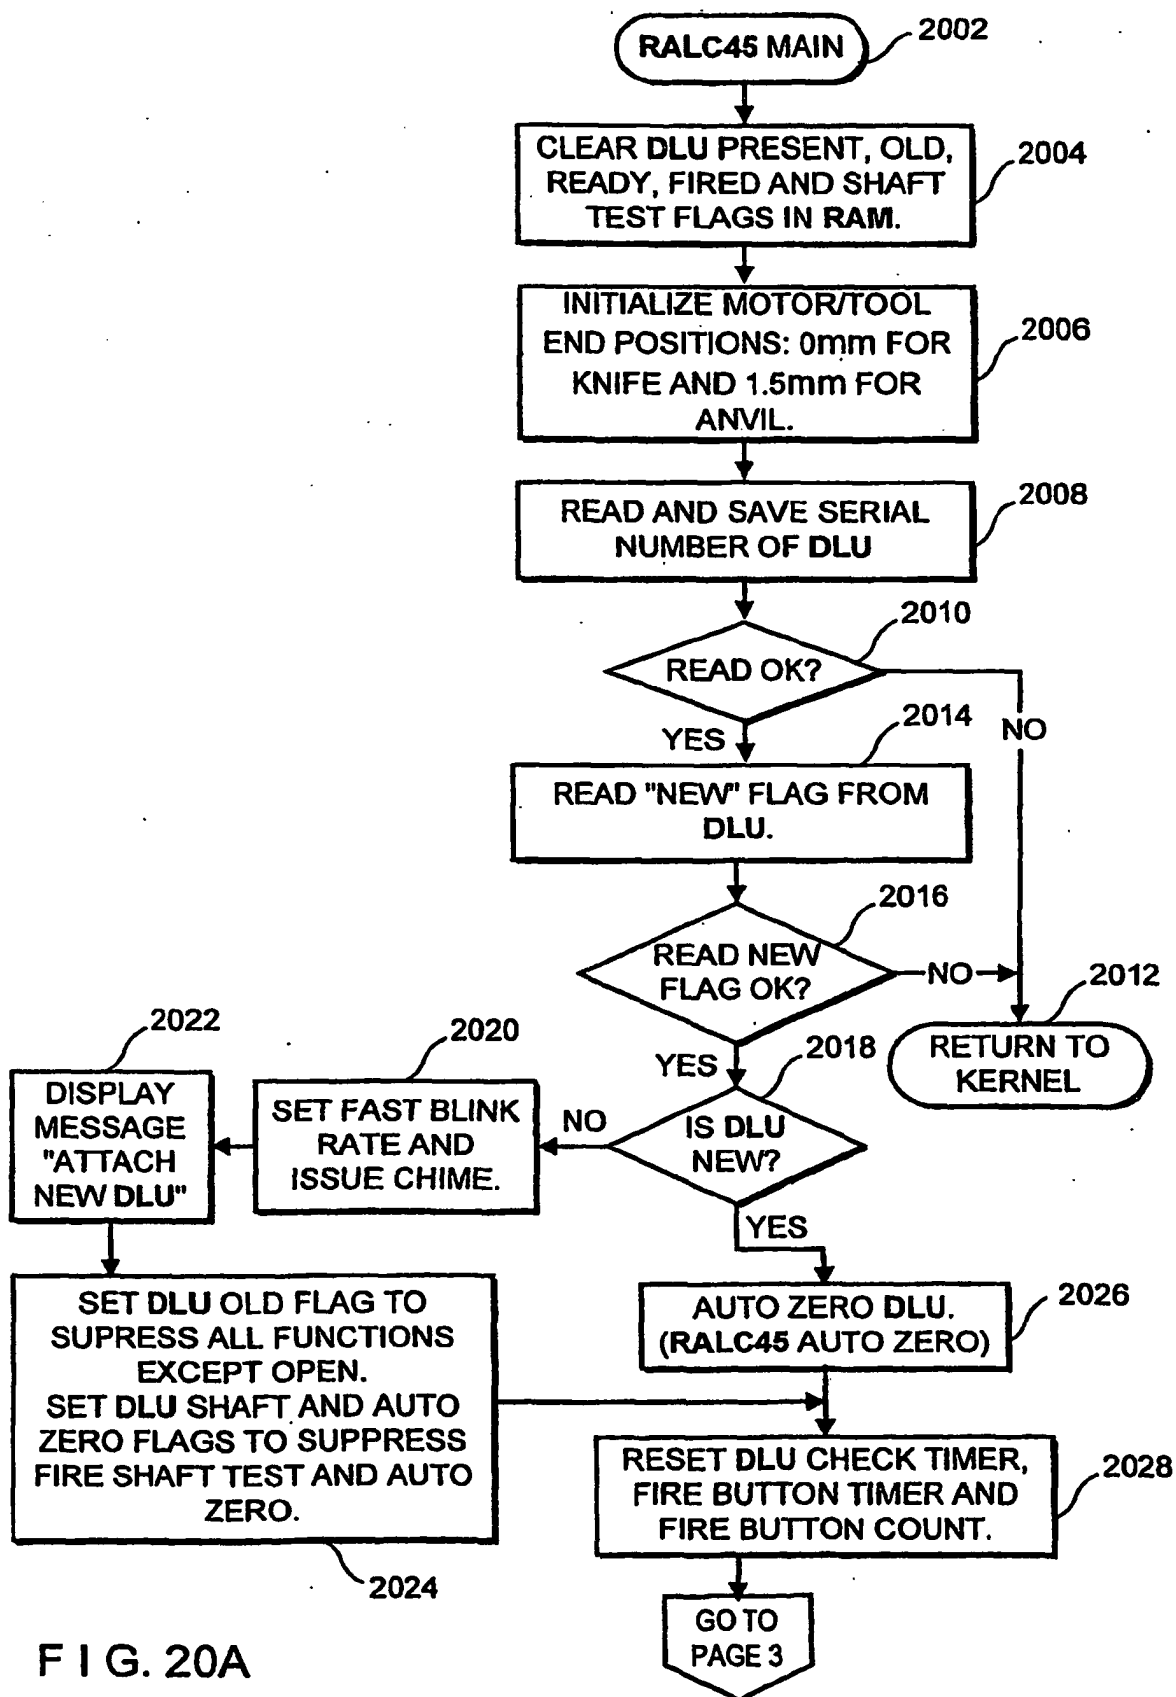 RALC45 MAIN
2002
CLEAR DLU PRESENT, OLD,
READY, FIRED AND SHAFT
TEST FLAGS IN RAM.
2004
INITIALIZE MOTOR/TOOL
END POSITIONS: 0mm FOR
KNIFE AND 1.5mm FOR
ANVIL.
2006
READ AND SAVE SERIAL
NUMBER OF DLU
2008
READ OK?
2010
YES
NO
2014
READ "NEW" FLAG FROM
DLU.
READ NEW
FLAG OK?
2016
NO
2012
RETURN TO
KERNEL
YES
2018
IS DLU
NEW?
NO
2020
SET FAST BLINK
RATE AND
ISSUE CHIME.
2022
DISPLAY
MESSAGE
"ATTACH
NEW DLU"
SET DLU OLD FLAG TO
SUPRESS ALL FUNCTIONS
EXCEPT OPEN.
SET DLU SHAFT AND AUTO
ZERO FLAGS TO SUPPRESS
FIRE SHAFT TEST AND AUTO
ZERO.
2024
YES
AUTO ZERO DLU.
(RALC45 AUTO ZERO)
2026
RESET DLU CHECK TIMER,
FIRE BUTTON TIMER AND
FIRE BUTTON COUNT.
2028
GO TO
PAGE 3
F I G. 20A